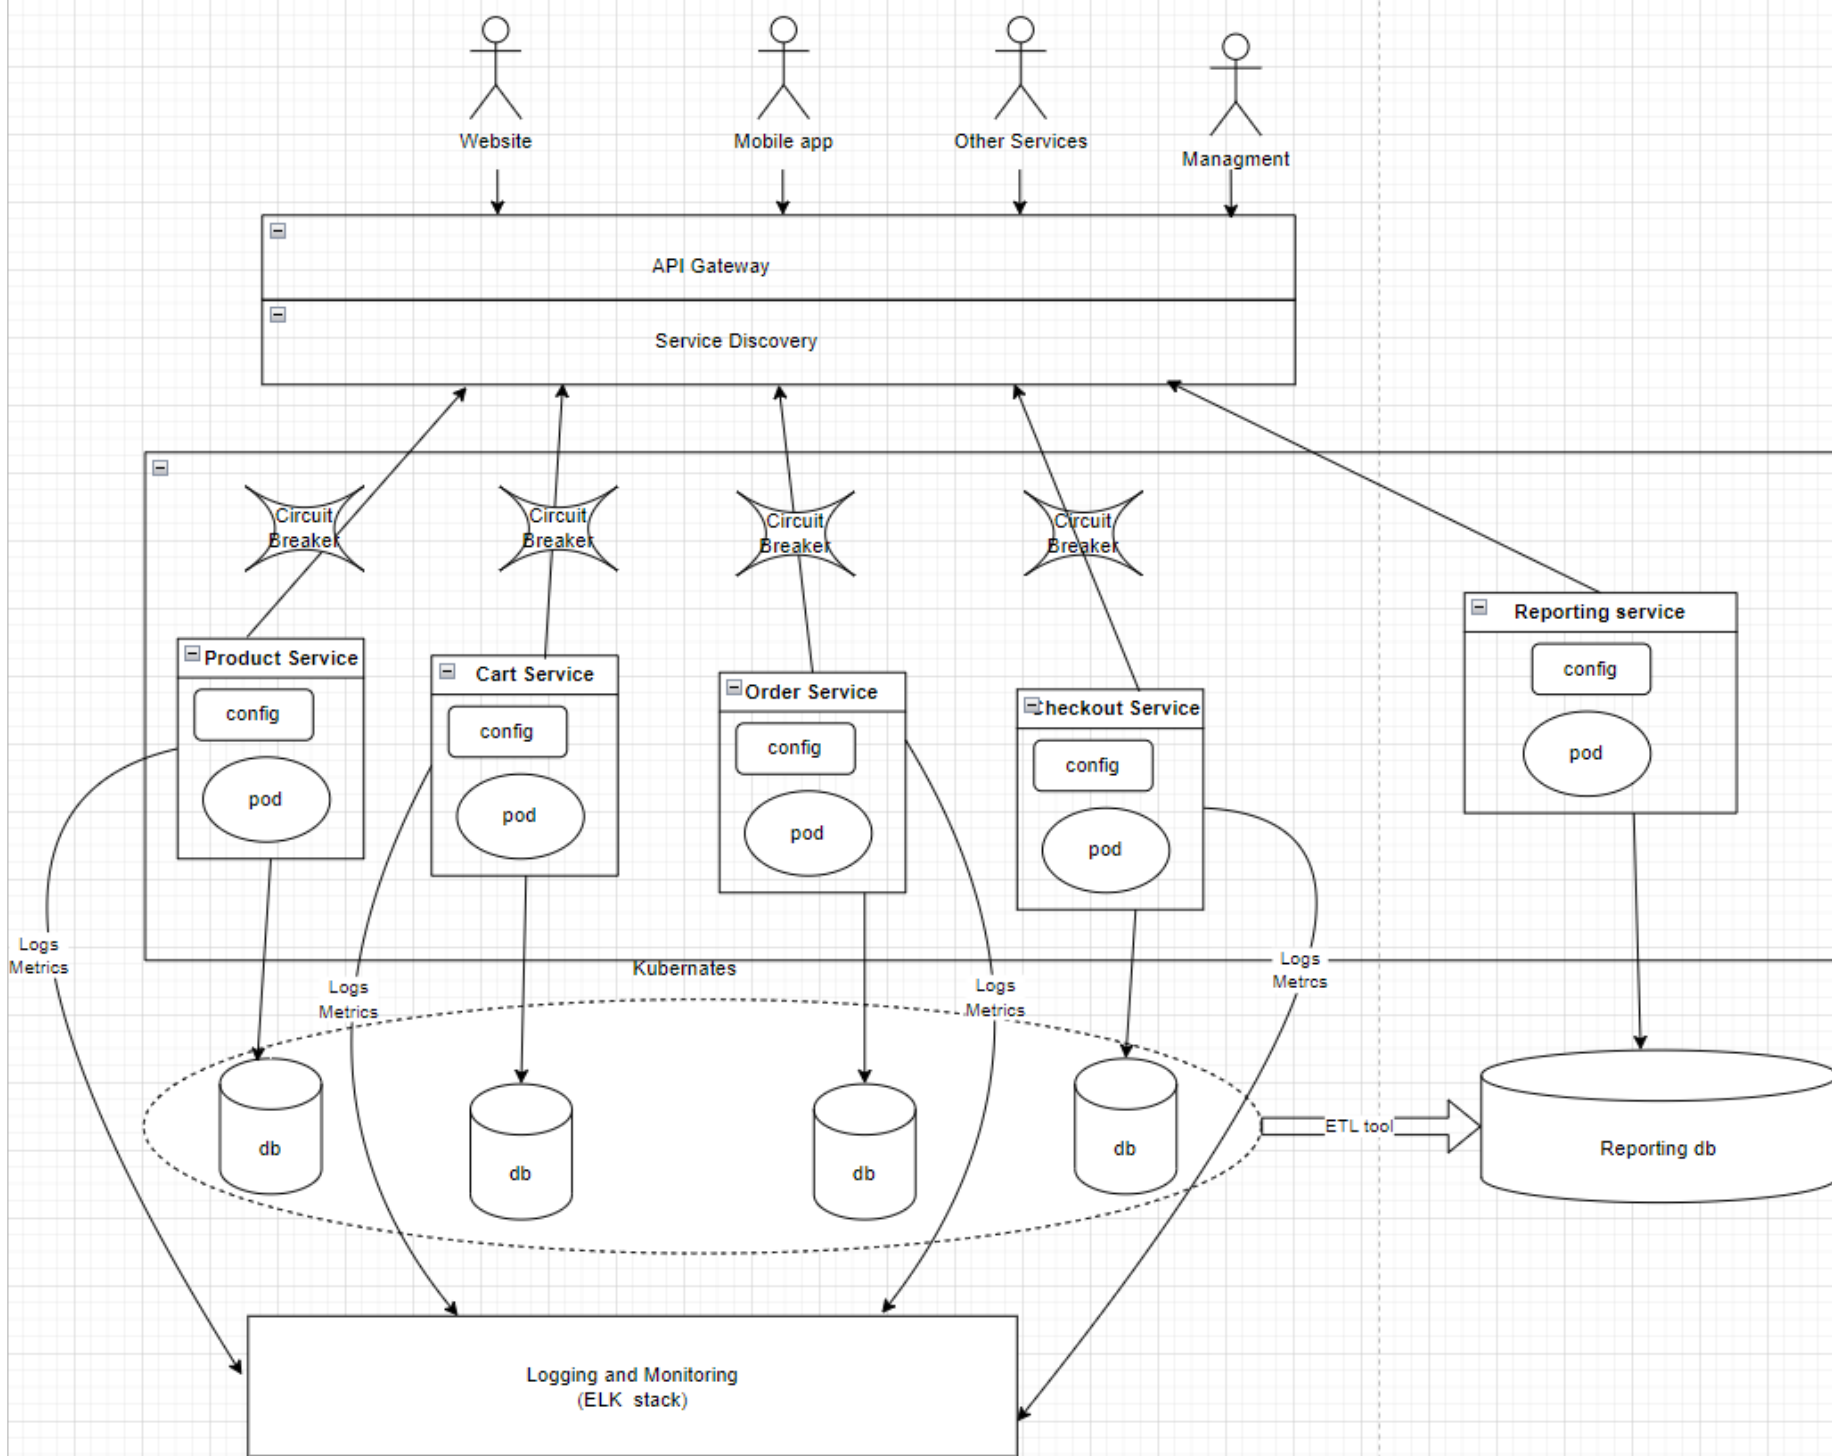 Website
Mobile app
Other Services
Managment
API Gateway
Service Discovery
Circuit
Breaker
Circuit
Breaker
Circuit
Breaker
Circuit
Breaker
Product Service
config
pod
Cart Service
config
pod
Order Service
config
pod
Checkout Service
config
pod
Reporting service
config
pod
Logs
Metrics
Logs
Metrics
Kubernates
Logs
Metrics
Logs
Metrcs
db
db
db
db
ETL tool
Reporting db
Logging and Monitoring
(ELK stack)